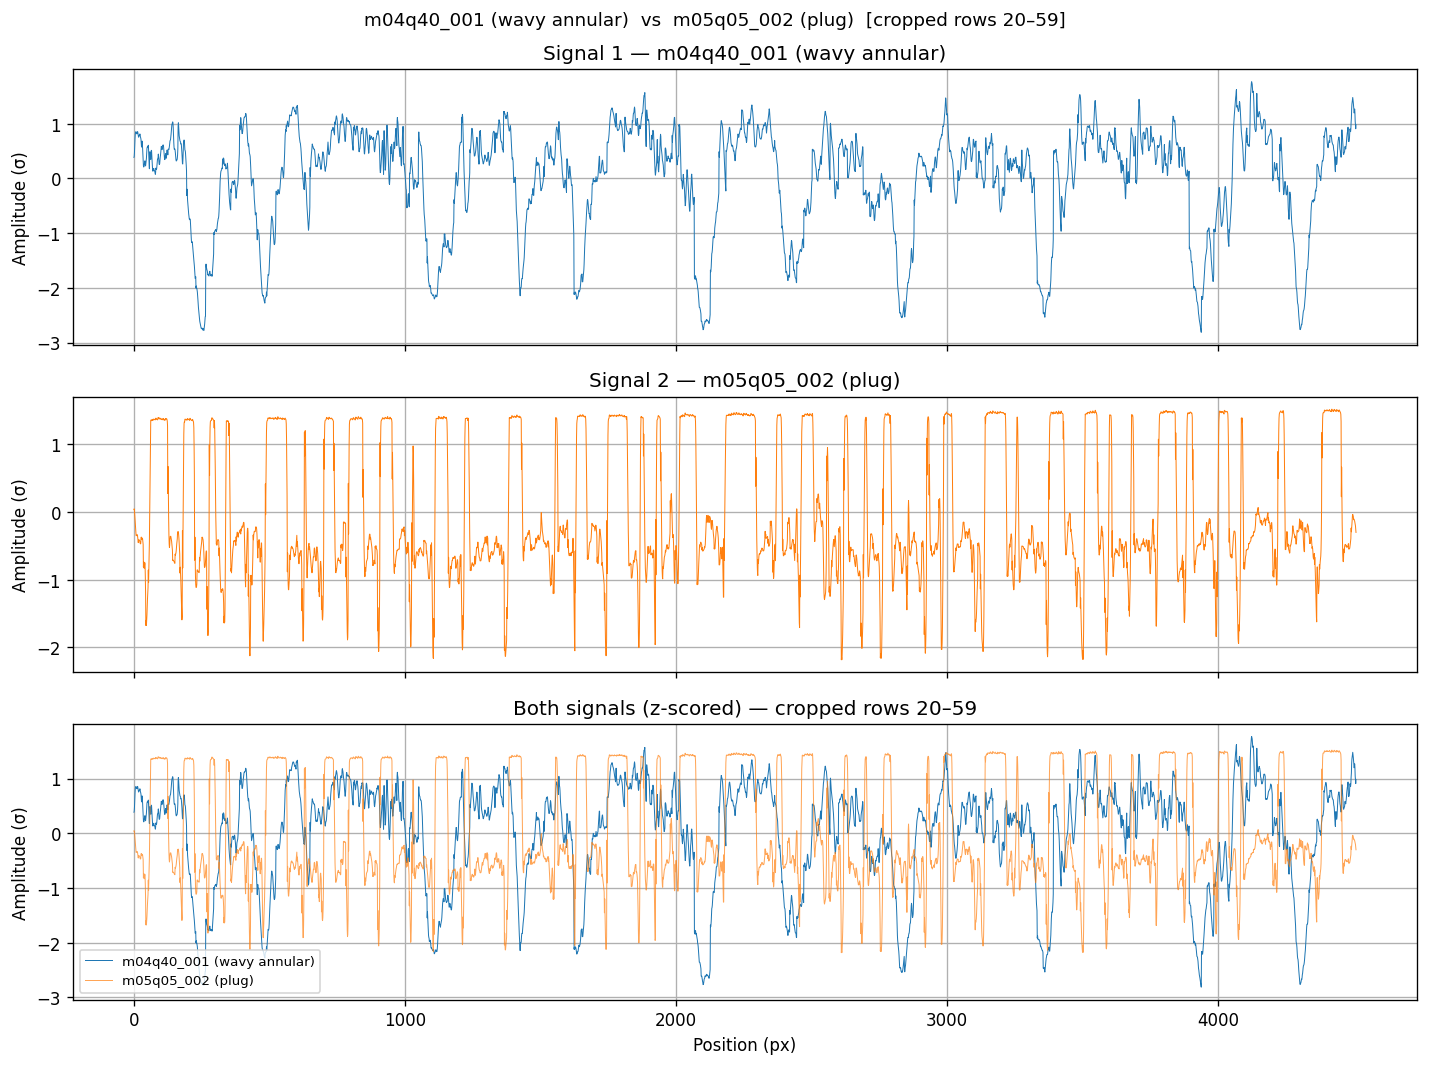 m04q40_001 (wavy annular)  vs  m05q05_002 (plug)  [cropped rows 20–59]
Signal 1 — m04q40_001 (wavy annular)
Amplitude (σ)
1
0
−1
−2
−3
Signal 2 — m05q05_002 (plug)
Amplitude (σ)
1
0
−1
−2
Both signals (z-scored) — cropped rows 20–59
Amplitude (σ)
1
0
−1
−2
−3
m04q40_001 (wavy annular)
m05q05_002 (plug)
0 1000 2000 3000 4000
Position (px)